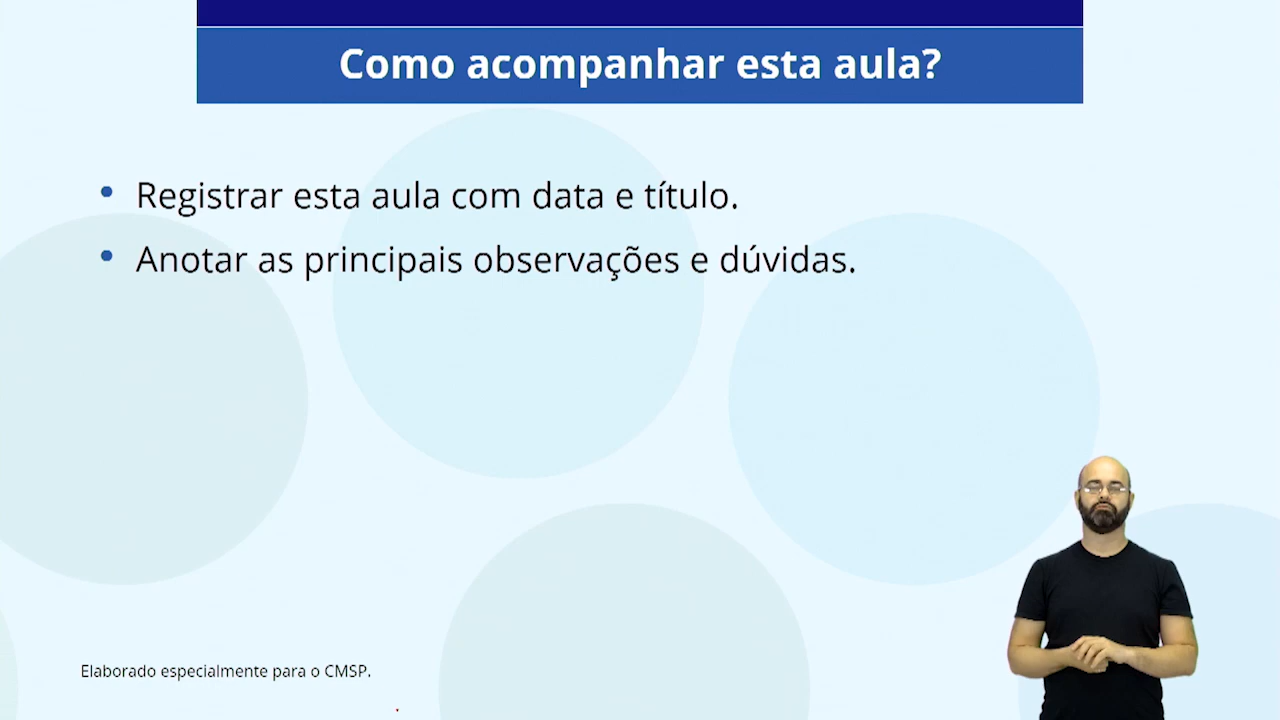 Como acompanhar esta aula?
• Registrar esta aula com data e título.
• Anotar as principais observações e dúvidas.
Elaborado especialmente para o CMSP.